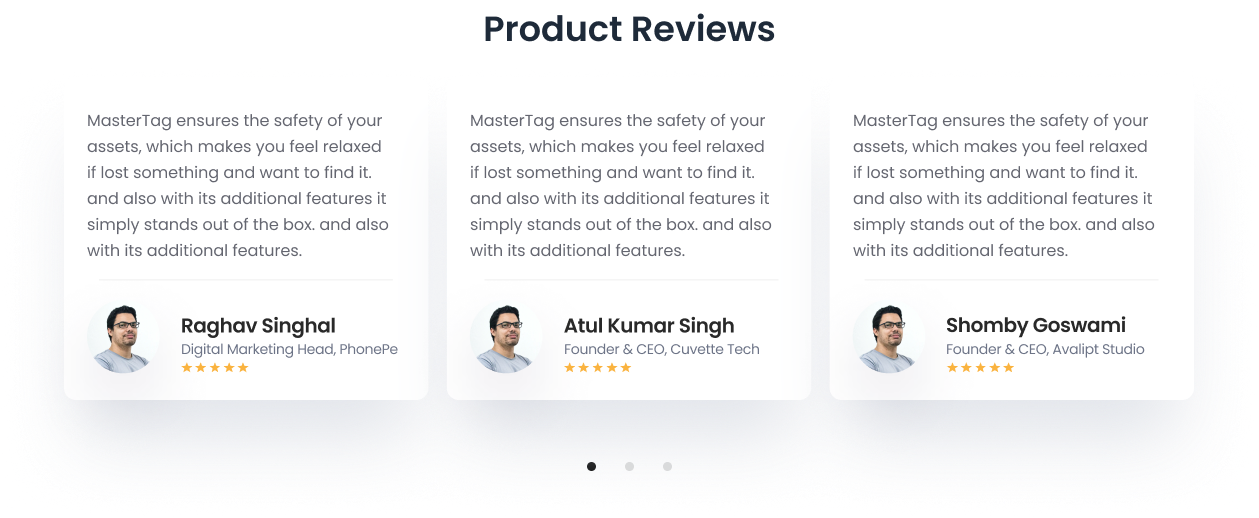 Product Reviews
MasterTag ensures the safety of your
assets, which makes you feel relaxed
if lost something and want to find it.
and also with its additional features it
simply stands out of the box. and also
with its additional features.
Raghav Singhal
Digital Marketing Head, PhonePe
MasterTag ensures the safety of your
assets, which makes you feel relaxed
if lost something and want to find it.
and also with its additional features it
simply stands out of the box. and also
with its additional features.
Atul Kumar Singh
Founder & CEO, Cuvette Tech
MasterTag ensures the safety of your
assets, which makes you feel relaxed
if lost something and want to find it.
and also with its additional features it
simply stands out of the box. and also
with its additional features.
Shomby Goswami
Founder & CEO, Avalipt Studio